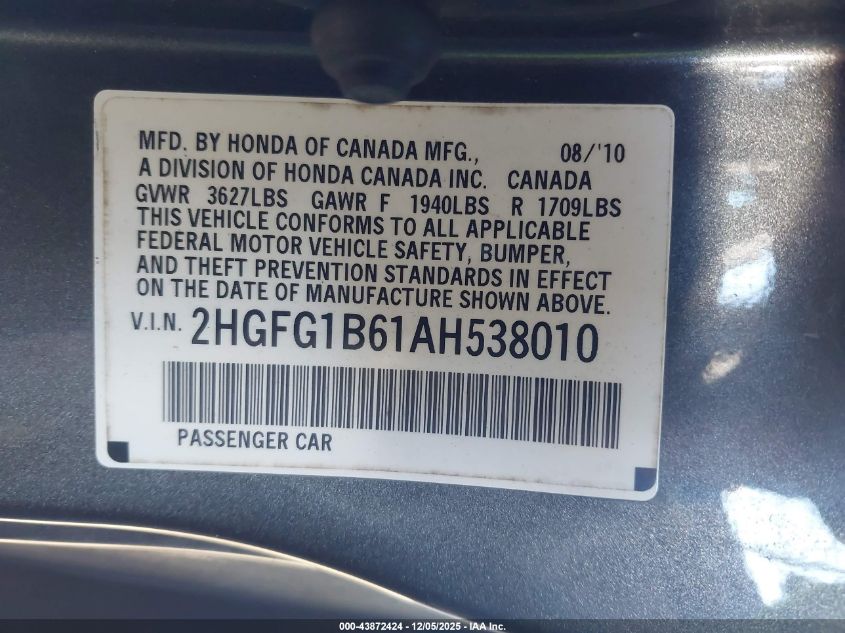 MFD. BY HONDA OF CANADA MFG., 08/'10
A DIVISION OF HONDA CANADA INC. CANADA
GVWR 3627LBS GAWR F 1940LBS R 1709LBS
THIS VEHICLE CONFORMS TO ALL APPLICABLE
FEDERAL MOTOR VEHICLE SAFETY, BUMPER,
AND THEFT PREVENTION STANDARDS IN EFFECT
ON THE DATE OF MANUFACTURE SHOWN ABOVE.
V.I.N. 2HGFG1B61AH538010
PASSENGER CAR
000-43872424 - 12/05/2025 - IAA Inc.